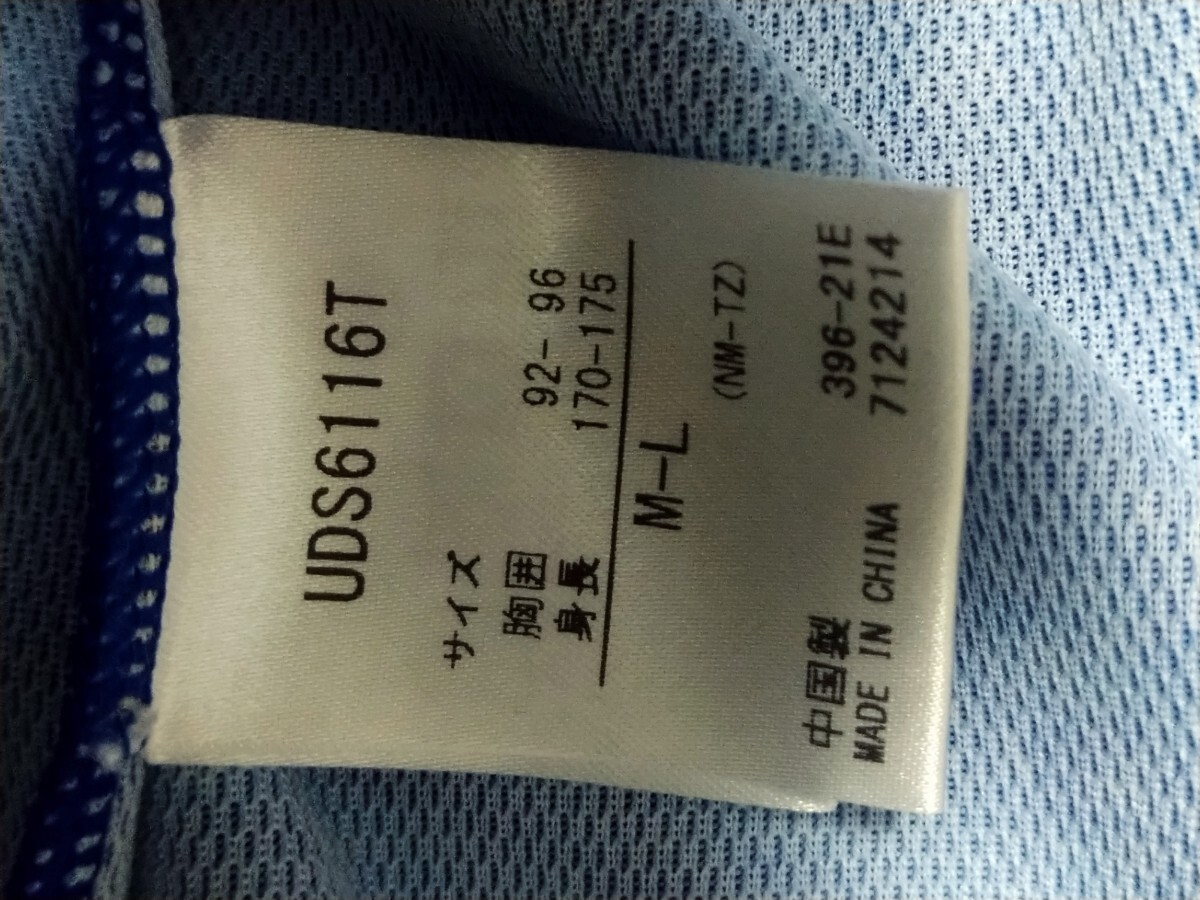 UDS6116T
サイズ
胸囲 92- 96
身長 170-175
M-L
(NM-TZ)
中国製 396-21E
MADE IN CHINA 7124214